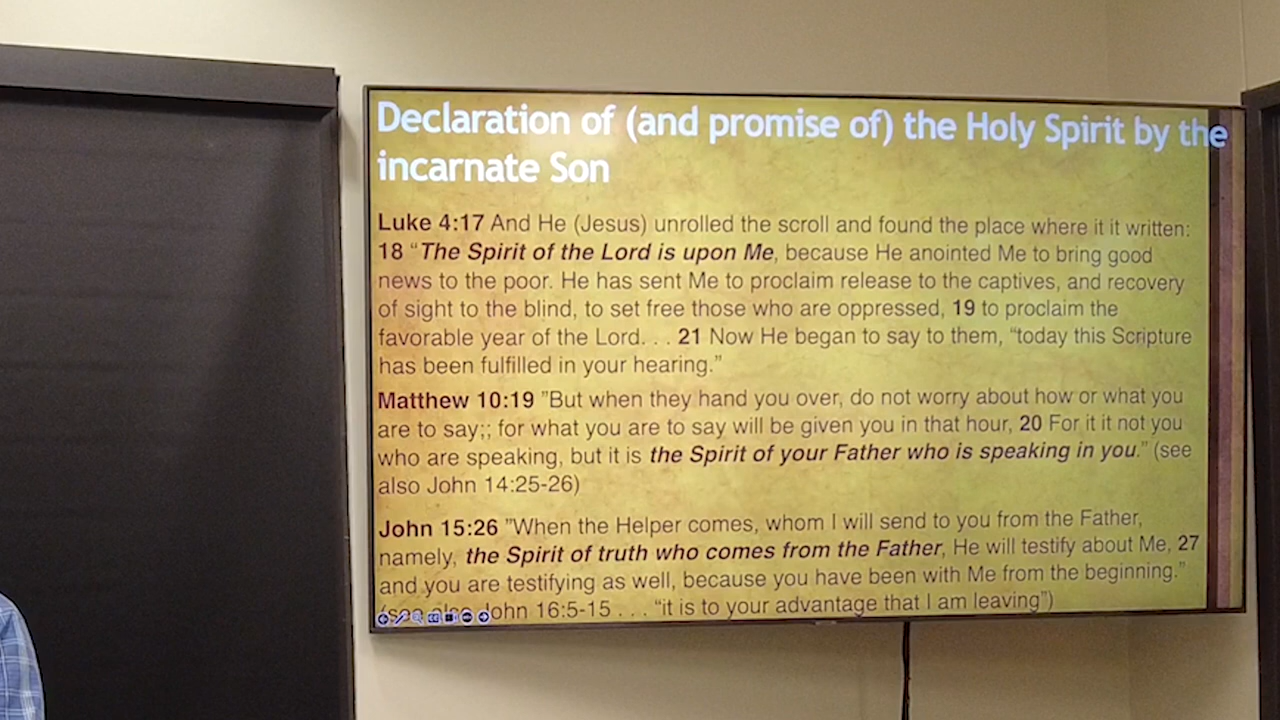 Declaration of (and promise of) the Holy Spirit by the
incarnate Son
Luke 4:17 And He (Jesus) unrolled the scroll and found the place where it it written:
18 “The Spirit of the Lord is upon Me, because He anointed Me to bring good
news to the poor. He has sent Me to proclaim release to the captives, and recovery
of sight to the blind, to set free those who are oppressed, 19 to proclaim the
favorable year of the Lord. . . 21 Now He began to say to them, “today this Scripture
has been fulfilled in your hearing.”
Matthew 10:19 "But when they hand you over, do not worry about how or what you
are to say;; for what you are to say will be given you in that hour, 20 For it it not you
who are speaking, but it is the Spirit of your Father who is speaking in you.” (see
also John 14:25-26)
John 15:26 ”When the Helper comes, whom I will send to you from the Father,
namely, the Spirit of truth who comes from the Father, He will testify about Me, 27
and you are testifying as well, because you have been with Me from the beginning.”
(see also John 16:5-15 . . . “it is to your advantage that I am leaving”)